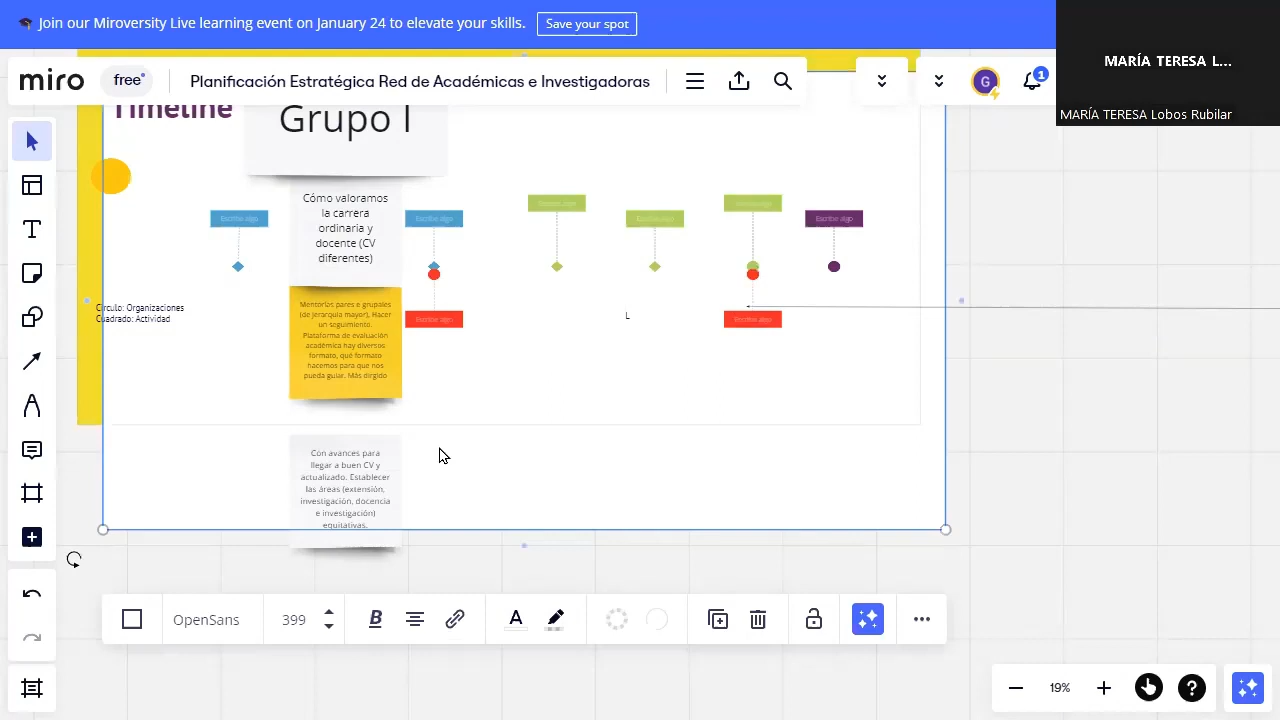 Join our Miroversity Live learning event on January 24 to elevate your skills.
Save your spot
miro
free
Planificación Estratégica Red de Académicas e Investigadoras
G
1
MARÍA TERESA L...
MARÍA TERESA Lobos Rubilar
Timeline
Grupo I
Cómo valoramos
la carrera
ordinaria y
docente (CV
diferentes)
Escribe algo
Escribe algo
Escribe algo
Escribe algo
Círculo: Organizaciones
Cuadrado: Actividad
Mentorías pares e grupales
(de jerarquía mayor), Hacer
un seguimiento.
Plataforma de evaluación
académica hay diversos
formato, qué formato
hacemos para que nos
pueda guiar. Más dirgido
Escribe algo
L
Escribe algo
Con avances para
llegar a buen CV y
actualizado. Establecer
las áreas (extensión,
investigación, docencia
e investigación)
equitativas.
OpenSans
399
B
A
19%